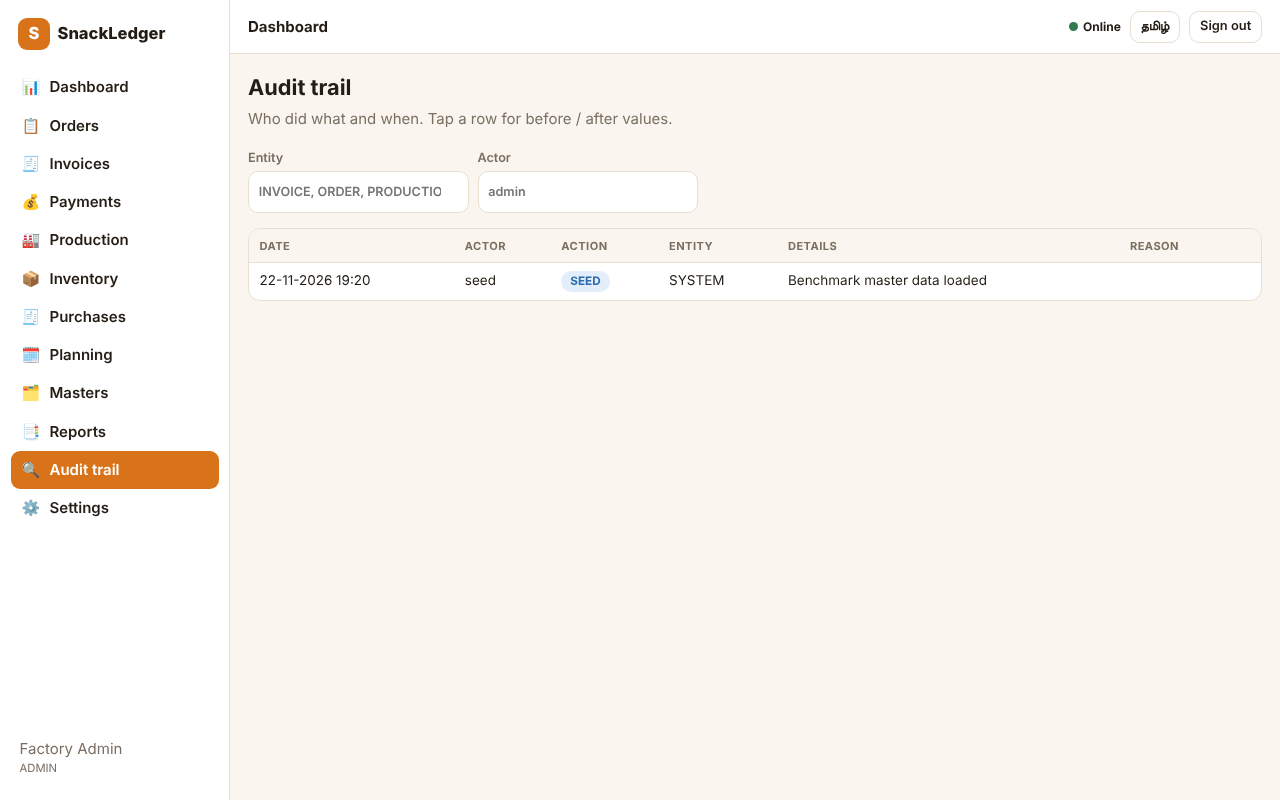 S SnackLedger
Dashboard
Orders
Invoices
Payments
Production
Inventory
Purchases
Planning
Masters
Reports
Audit trail
Settings
Factory Admin
ADMIN
Dashboard
Online
தமிழ்
Sign out
Audit trail
Who did what and when. Tap a row for before / after values.
Entity Actor
INVOICE, ORDER, PRODUCTIO admin
DATE ACTOR ACTION ENTITY DETAILS REASON
22-11-2026 19:20 seed SEED SYSTEM Benchmark master data loaded